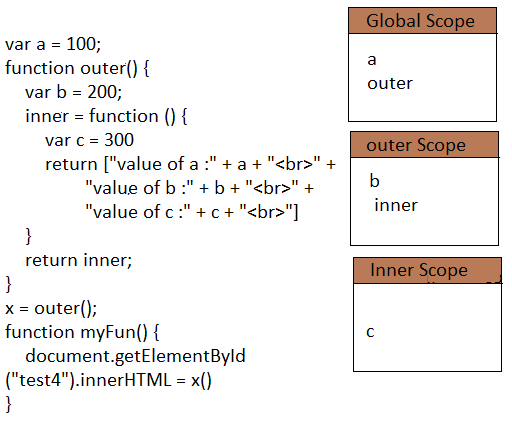 var a = 100;
function outer() {
var b = 200;
inner = function () {
var c = 300
return ["value of a :" + a + "<br>" +
"value of b :" + b + "<br>" +
"value of c :" + c + "<br>"]
}
return inner;
}
x = outer();
function myFun() {
document.getElementById
("test4").innerHTML = x()
}
Global Scope
a
outer
outer Scope
b
inner
Inner Scope
c